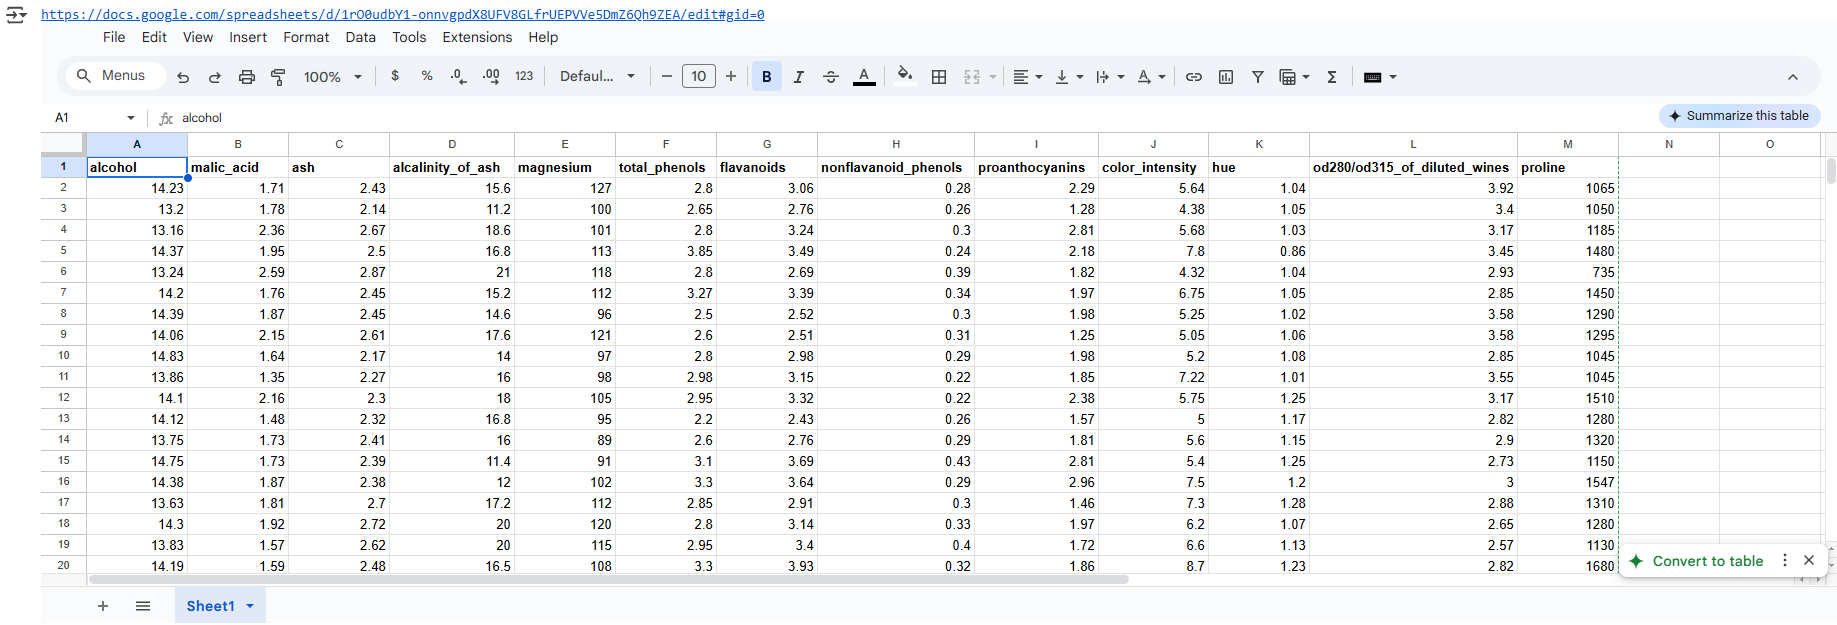 https://docs.google.com/spreadsheets/d/1rO0udbY1-onnvgpdX8UFV8GLfrUEPVVe5DmZ6Qh9ZEA/edit#gid=0
File Edit View Insert Format Data Tools Extensions Help
Menus 100% $ % .0 .00 123 Defaul... − 10 + B I S A Σ
A1 fx alcohol Summarize this table
A B C D E F G H I J K L M N O
1 alcohol malic_acid ash alcalinity_of_ash magnesium total_phenols flavanoids nonflavanoid_phenols proanthocyanins color_intensity hue od280/od315_of_diluted_wines proline
2 14.23 1.71 2.43 15.6 127 2.8 3.06 0.28 2.29 5.64 1.04 3.92 1065
3 13.2 1.78 2.14 11.2 100 2.65 2.76 0.26 1.28 4.38 1.05 3.4 1050
4 13.16 2.36 2.67 18.6 101 2.8 3.24 0.3 2.81 5.68 1.03 3.17 1185
5 14.37 1.95 2.5 16.8 113 3.85 3.49 0.24 2.18 7.8 0.86 3.45 1480
6 13.24 2.59 2.87 21 118 2.8 2.69 0.39 1.82 4.32 1.04 2.93 735
7 14.2 1.76 2.45 15.2 112 3.27 3.39 0.34 1.97 6.75 1.05 2.85 1450
8 14.39 1.87 2.45 14.6 96 2.5 2.52 0.3 1.98 5.25 1.02 3.58 1290
9 14.06 2.15 2.61 17.6 121 2.6 2.51 0.31 1.25 5.05 1.06 3.58 1295
10 14.83 1.64 2.17 14 97 2.8 2.98 0.29 1.98 5.2 1.08 2.85 1045
11 13.86 1.35 2.27 16 98 2.98 3.15 0.22 1.85 7.22 1.01 3.55 1045
12 14.1 2.16 2.3 18 105 2.95 3.32 0.22 2.38 5.75 1.25 3.17 1510
13 14.12 1.48 2.32 16.8 95 2.2 2.43 0.26 1.57 5 1.17 2.82 1280
14 13.75 1.73 2.41 16 89 2.6 2.76 0.29 1.81 5.6 1.15 2.9 1320
15 14.75 1.73 2.39 11.4 91 3.1 3.69 0.43 2.81 5.4 1.25 2.73 1150
16 14.38 1.87 2.38 12 102 3.3 3.64 0.29 2.96 7.5 1.2 3 1547
17 13.63 1.81 2.7 17.2 112 2.85 2.91 0.3 1.46 7.3 1.28 2.88 1310
18 14.3 1.92 2.72 20 120 2.8 3.14 0.33 1.97 6.2 1.07 2.65 1280
19 13.83 1.57 2.62 20 115 2.95 3.4 0.4 1.72 6.6 1.13 2.57 1130
20 14.19 1.59 2.48 16.5 108 3.3 3.93 0.32 1.86 8.7 1.23 2.82 1680
Convert to table
Sheet1